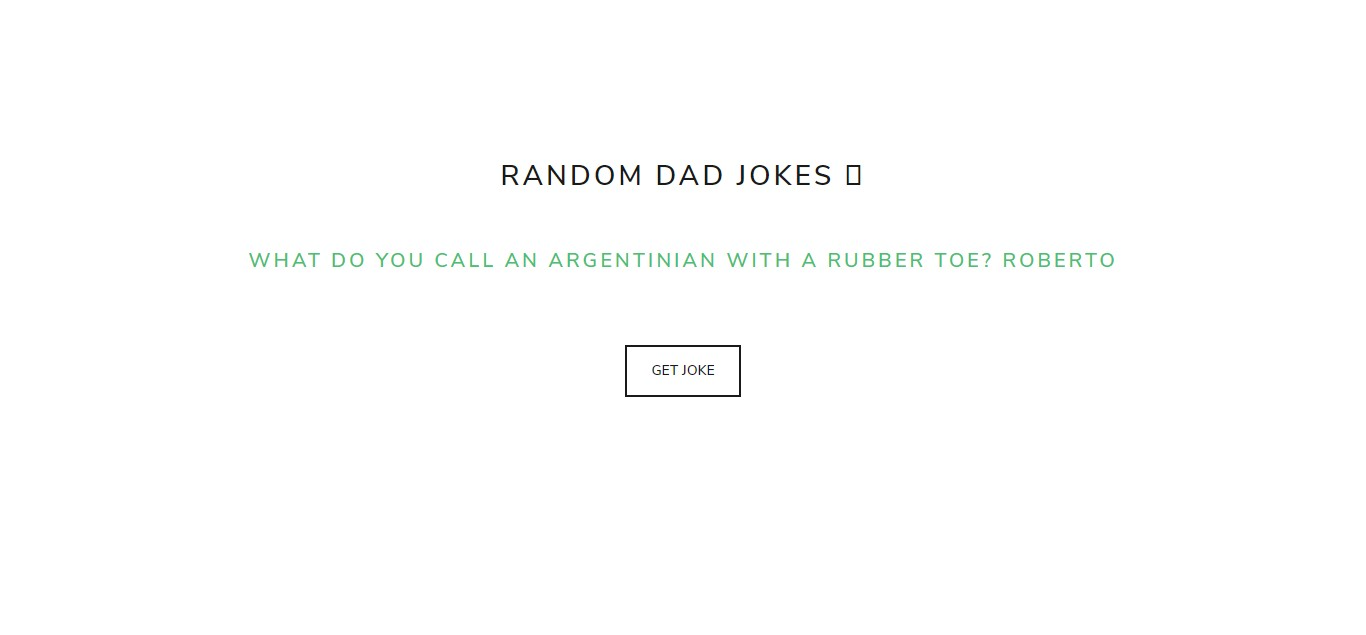 RANDOM DAD JOKES
WHAT DO YOU CALL AN ARGENTINIAN WITH A RUBBER TOE? ROBERTO
GET JOKE